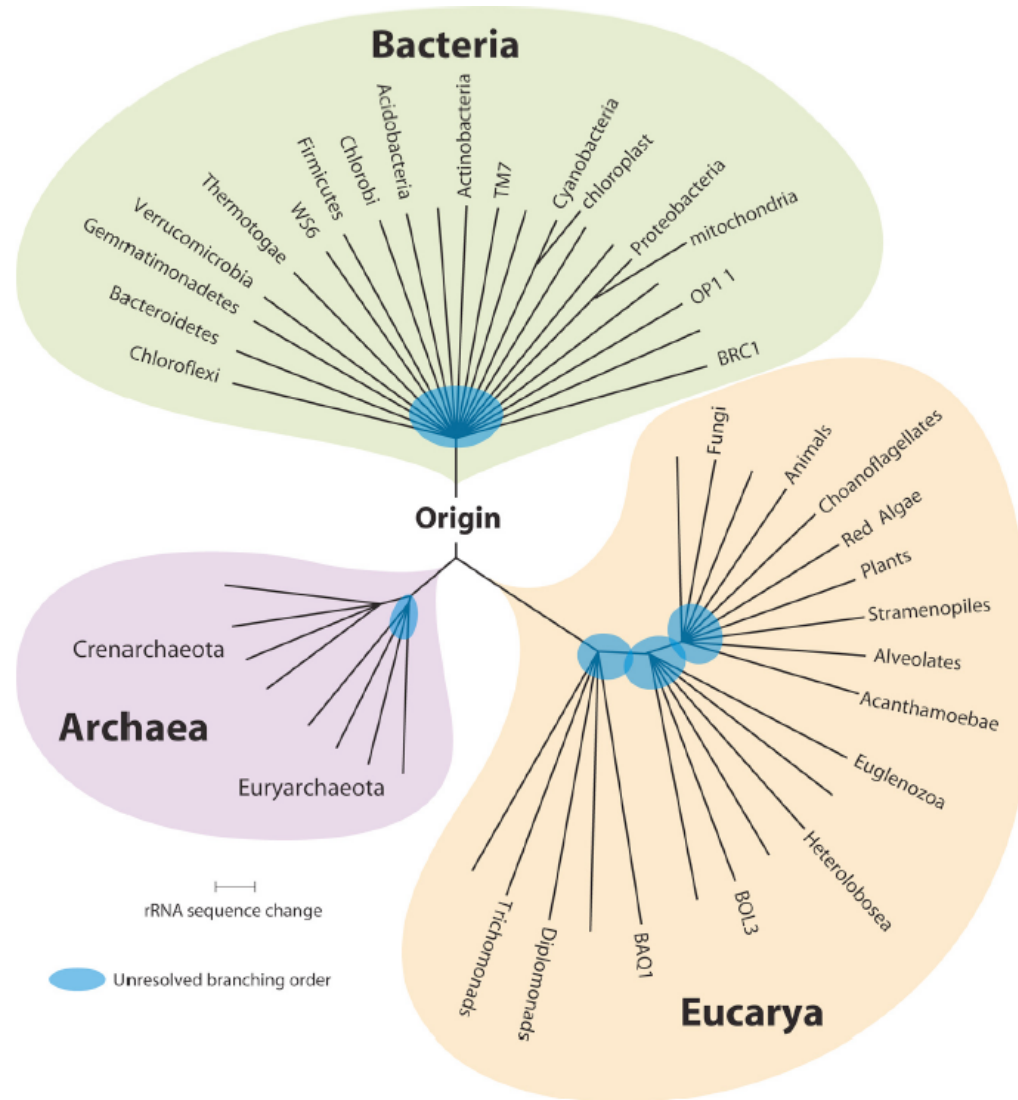 Bacteria
Chloroflexi
Bacteroidetes
Gemmatimonadetes
Verrucomicrobia
Thermotogae
WS6
Firmicutes
Chlorobi
Acidobacteria
Actinobacteria
TM7
Cyanobacteria
chloroplast
Proteobacteria
mitochondria
OP1 1
BRC1
Origin
Fungi
Animals
Choanoflagellates
Red Algae
Plants
Stramenopiles
Alveolates
Acanthamoebae
Euglenozoa
Heterolobosea
BOL3
BAQ1
Diplomonads
Trichomonads
Eucarya
Crenarchaeota
Archaea
Euryarchaeota
rRNA sequence change
Unresolved branching order